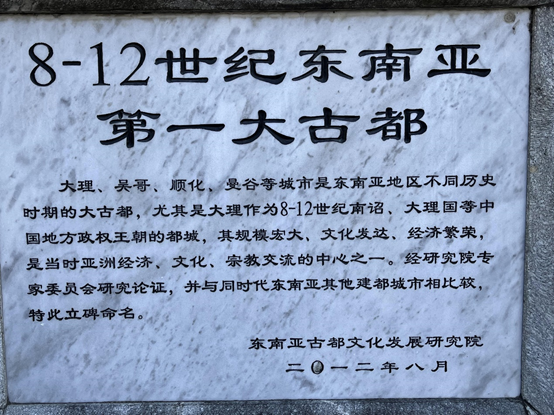 8-12世纪东南亚
第一大古都
大理、吴哥、顺化、曼谷等城市是东南亚地区不同历史
时期的大古都，尤其是大理作为8-12世纪南诏、大理国等中
国地方政权王朝的都城，其规模宏大，文化发达、经济繁荣，
是当时亚洲经济、文化、宗教交流的中心之一。经研究院专
家委员会研究论证，并与同时代东南亚其他建都城市相比较，
特此立碑命名。
东南亚古都文化发展研究院
二〇一二年八月